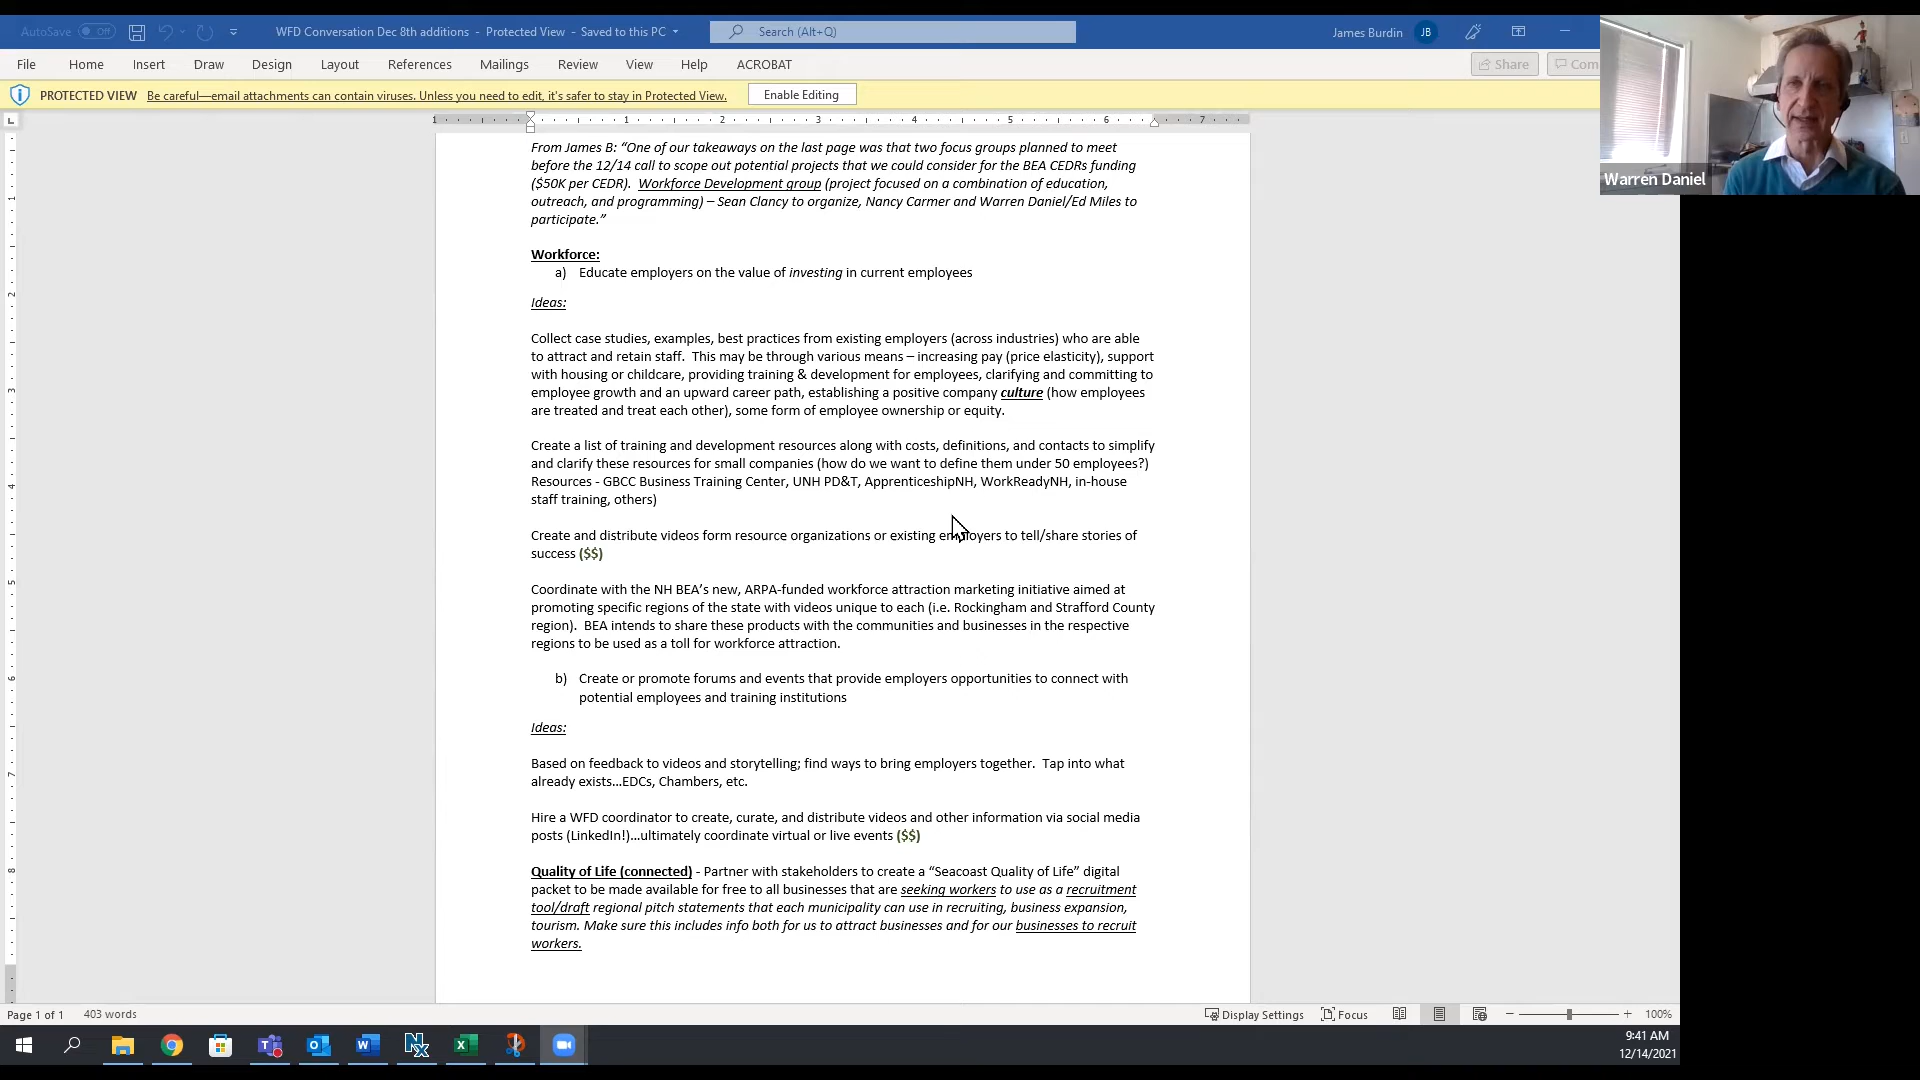 AutoSave Off WFD Conversation Dec 8th additions - Protected View - Saved to this PC Search (Alt+Q) James Burdin JB
File Home Insert Draw Design Layout References Mailings Review View Help ACROBAT Share Com
PROTECTED VIEW Be careful—email attachments can contain viruses. Unless you need to edit, it's safer to stay in Protected View. Enable Editing
Warren Daniel
1 1 2 3 4 5 6 7
From James B: “One of our takeaways on the last page was that two focus groups planned to meet
before the 12/14 call to scope out potential projects that we could consider for the BEA CEDRs funding
($50K per CEDR). Workforce Development group (project focused on a combination of education,
outreach, and programming) – Sean Clancy to organize, Nancy Carmer and Warren Daniel/Ed Miles to
participate.”
Workforce:
a) Educate employers on the value of investing in current employees
Ideas:
Collect case studies, examples, best practices from existing employers (across industries) who are able
to attract and retain staff. This may be through various means – increasing pay (price elasticity), support
with housing or childcare, providing training & development for employees, clarifying and committing to
employee growth and an upward career path, establishing a positive company culture (how employees
are treated and treat each other), some form of employee ownership or equity.
Create a list of training and development resources along with costs, definitions, and contacts to simplify
and clarify these resources for small companies (how do we want to define them under 50 employees?)
Resources - GBCC Business Training Center, UNH PD&T, ApprenticeshipNH, WorkReadyNH, in-house
staff training, others)
Create and distribute videos form resource organizations or existing employers to tell/share stories of
success ($$)
Coordinate with the NH BEA’s new, ARPA-funded workforce attraction marketing initiative aimed at
promoting specific regions of the state with videos unique to each (i.e. Rockingham and Strafford County
region). BEA intends to share these products with the communities and businesses in the respective
regions to be used as a toll for workforce attraction.
b) Create or promote forums and events that provide employers opportunities to connect with
potential employees and training institutions
Ideas:
Based on feedback to videos and storytelling; find ways to bring employers together. Tap into what
already exists…EDCs, Chambers, etc.
Hire a WFD coordinator to create, curate, and distribute videos and other information via social media
posts (LinkedIn!)…ultimately coordinate virtual or live events ($$)
Quality of Life (connected) - Partner with stakeholders to create a “Seacoast Quality of Life” digital
packet to be made available for free to all businesses that are seeking workers to use as a recruitment
tool/draft regional pitch statements that each municipality can use in recruiting, business expansion,
tourism. Make sure this includes info both for us to attract businesses and for our businesses to recruit
workers.
Page 1 of 1 403 words Display Settings Focus 100%
9:41 AM
12/14/2021